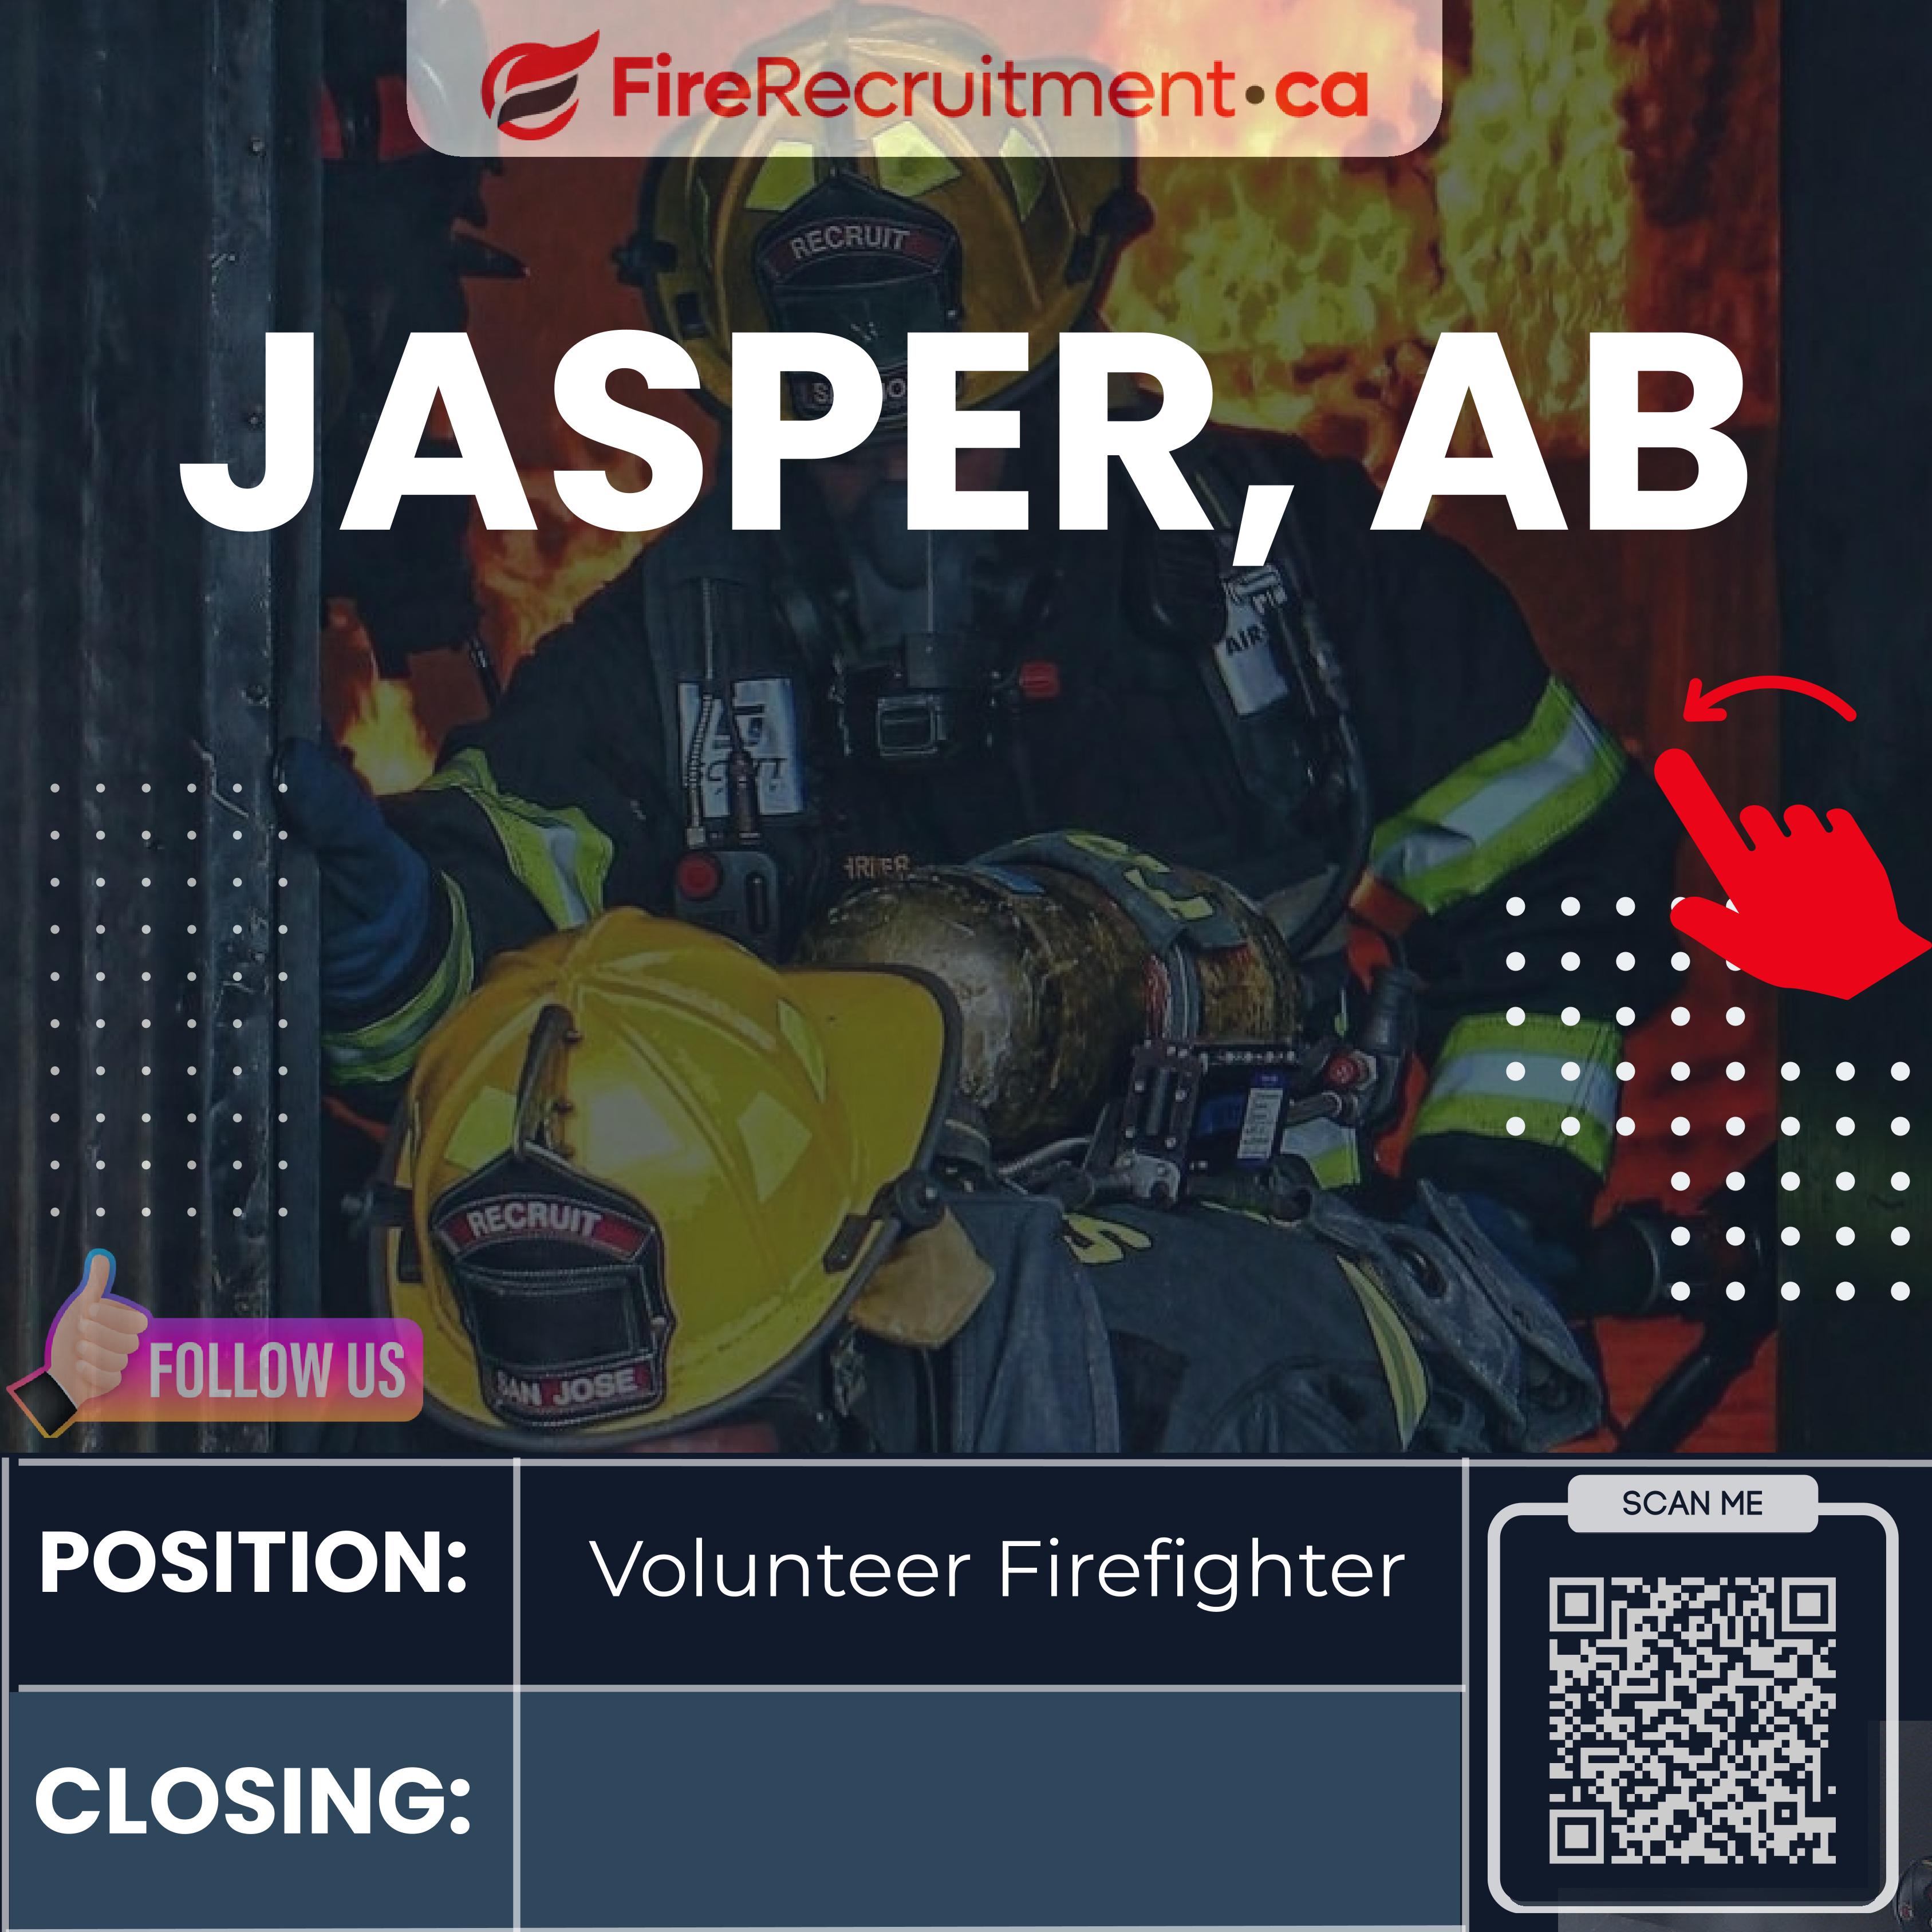 FireRecruitment.ca
RECRUIT
JASPER, AB
AIR
RECRUIT
SAN JOSE
FOLLOW US
POSITION:
Volunteer Firefighter
SCAN ME
CLOSING: